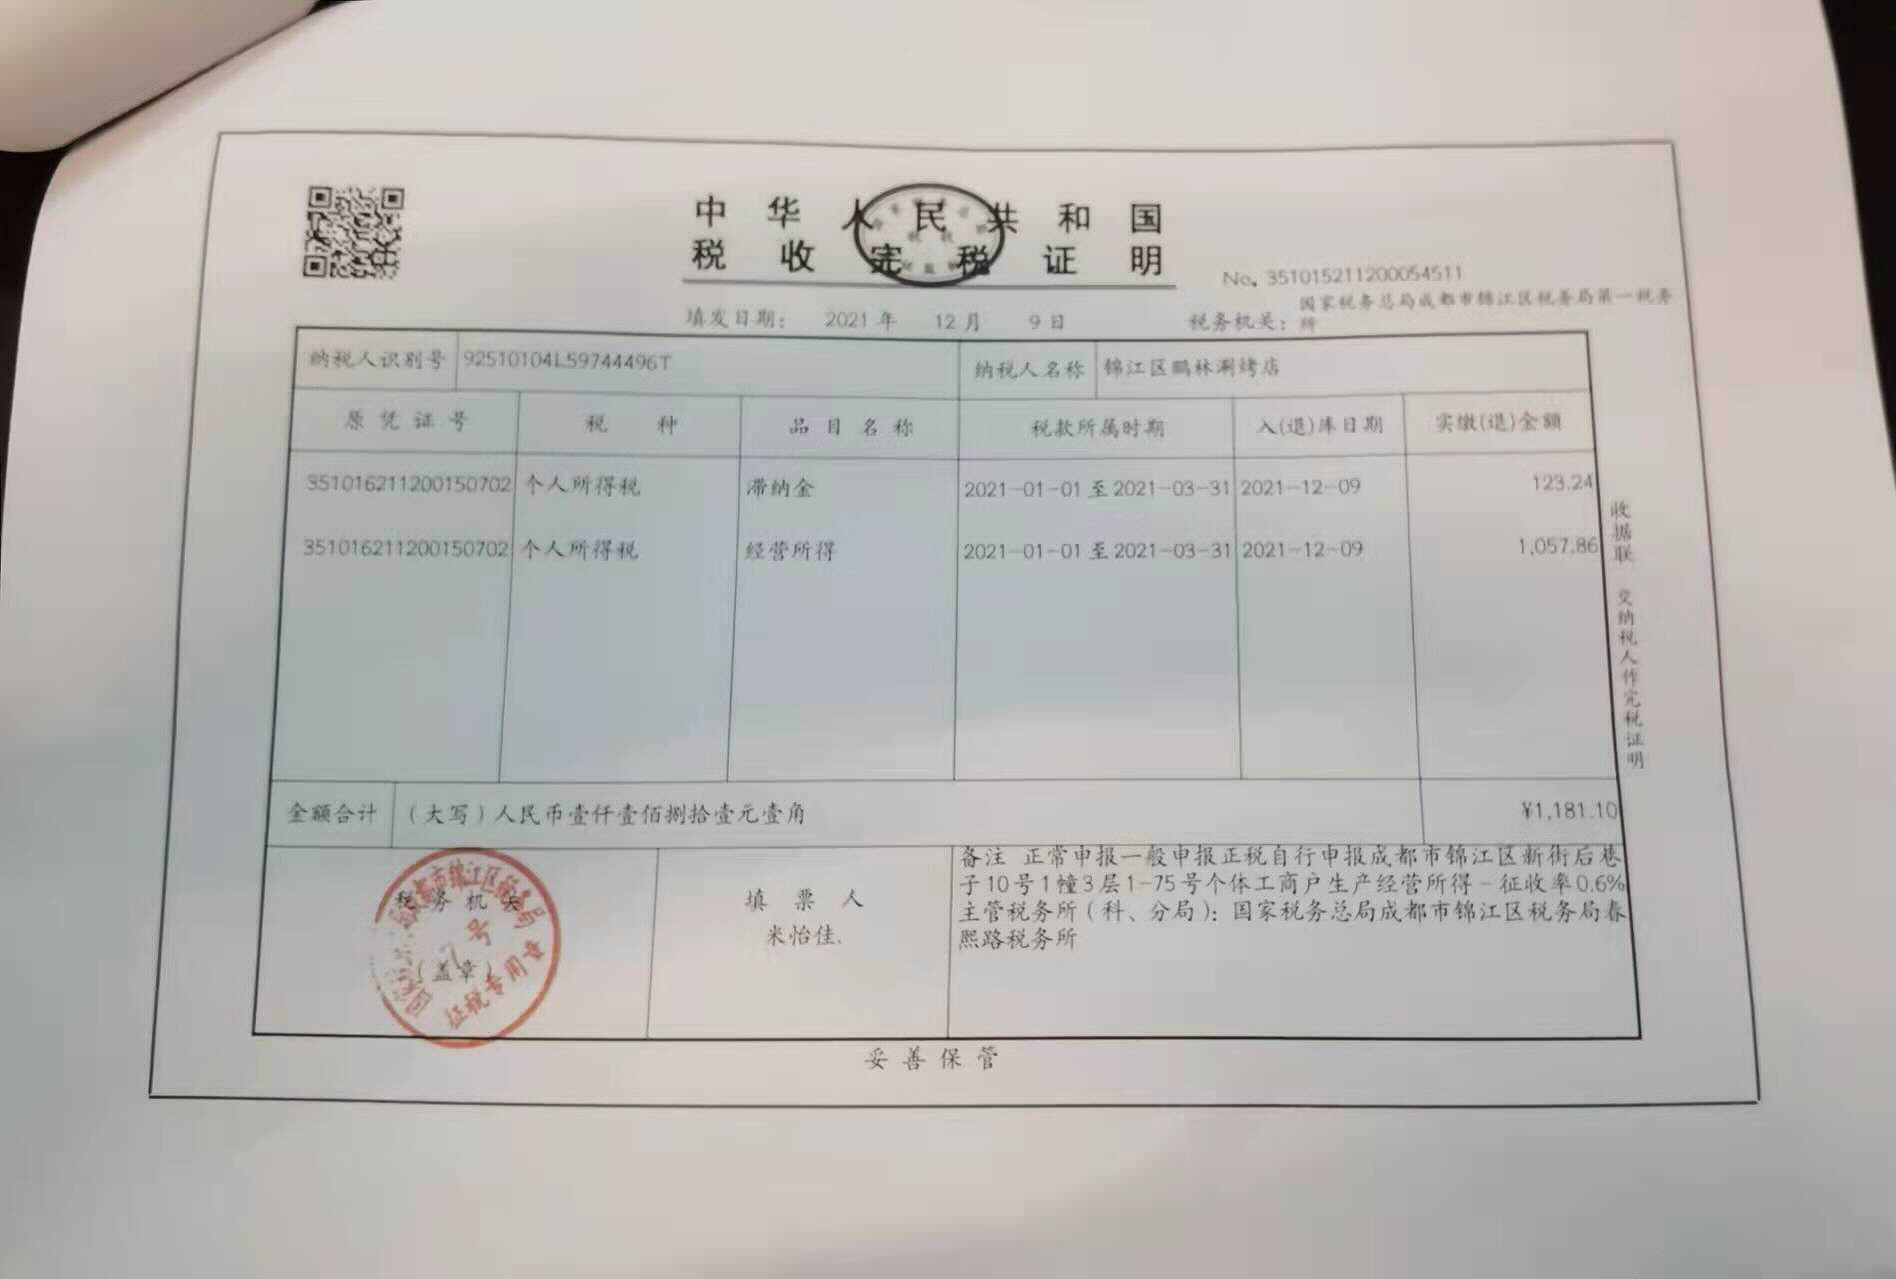 中华人民共和国
税收完税证明
No. 351015211200054511
填发日期： 2021 年 12 月 9 日
税务机关： 国家税务总局成都市锦江区税务局第一税务
所
纳税人识别号 92510104L59744496T 纳税人名称 锦江区鹏林涮烤店
原凭证号 税 种 品目名称 税款所属时期 入(退)库日期 实缴(退)金额
351016211200150702 个人所得税 滞纳金 2021-01-01 至 2021-03-31 2021-12-09 123.24
351016211200150702 个人所得税 经营所得 2021-01-01 至 2021-03-31 2021-12-09 1,057.86
金额合计 （大写）人民币壹仟壹佰捌拾壹元壹角 ¥1,181.10
税务机关
（盖章）
征税专用章
填票人
米怡佳
备注 正常申报一般申报正税自行申报成都市锦江区新街后巷
子10号1幢3层1-75号个体工商户生产经营所得-征收率0.6%
主管税务所（科、分局）：国家税务总局成都市锦江区税务局春
熙路税务所
收据联 交纳税人作完税证明
妥善保管